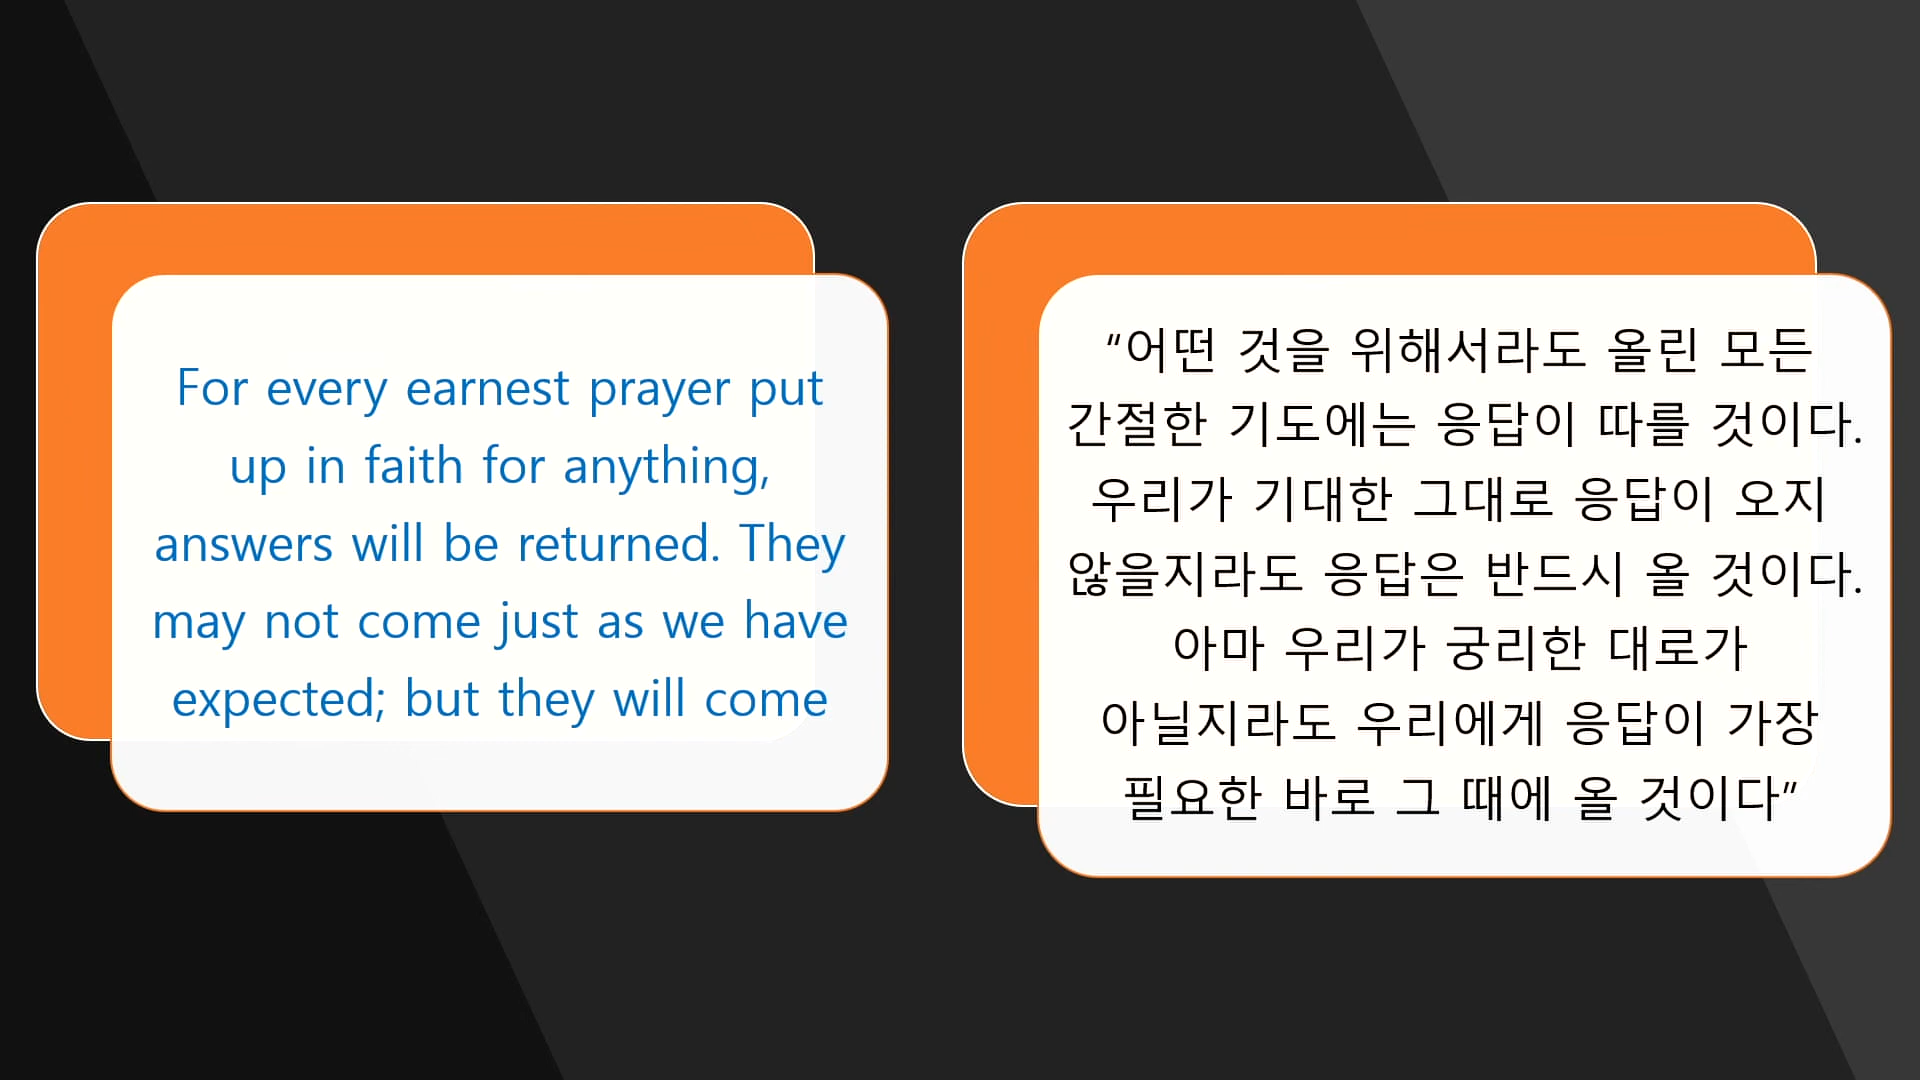 For every earnest prayer put
up in faith for anything,
answers will be returned. They
may not come just as we have
expected; but they will come
“어떤 것을 위해서라도 올린 모든
간절한 기도에는 응답이 따를 것이다.
우리가 기대한 그대로 응답이 오지
않을지라도 응답은 반드시 올 것이다.
아마 우리가 궁리한 대로가
아닐지라도 우리에게 응답이 가장
필요한 바로 그 때에 올 것이다”